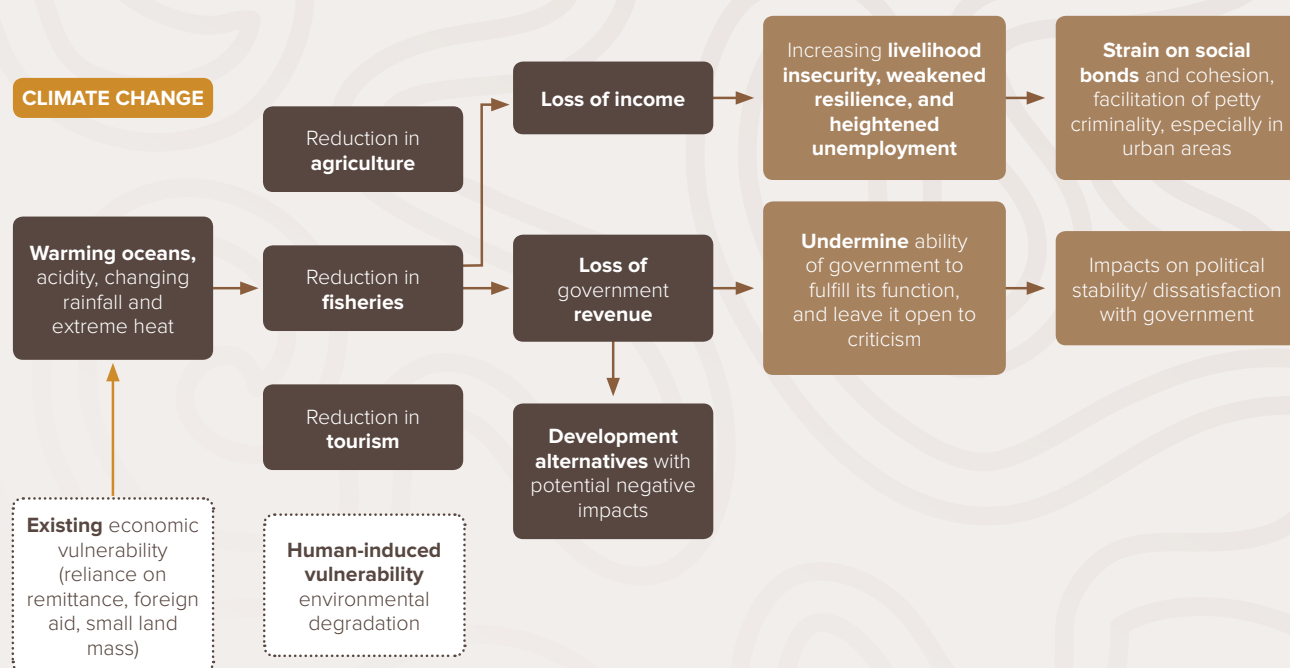 CLIMATE CHANGE
Warming oceans,
acidity, changing
rainfall and
extreme heat
Existing economic
vulnerability
(reliance on
remittance, foreign
aid, small land
mass)
Reduction in
agriculture
Reduction in
fisheries
Reduction in
tourism
Human-induced
vulnerability
environmental
degradation
Loss of income
Loss of
government
revenue
Development
alternatives with
potential negative
impacts
Increasing livelihood
insecurity, weakened
resilience, and
heightened
unemployment
Undermine ability
of government to
fulfill its function,
and leave it open to
criticism
Strain on social
bonds and cohesion,
facilitation of petty
criminality, especially in
urban areas
Impacts on political
stability/ dissatisfaction
with government